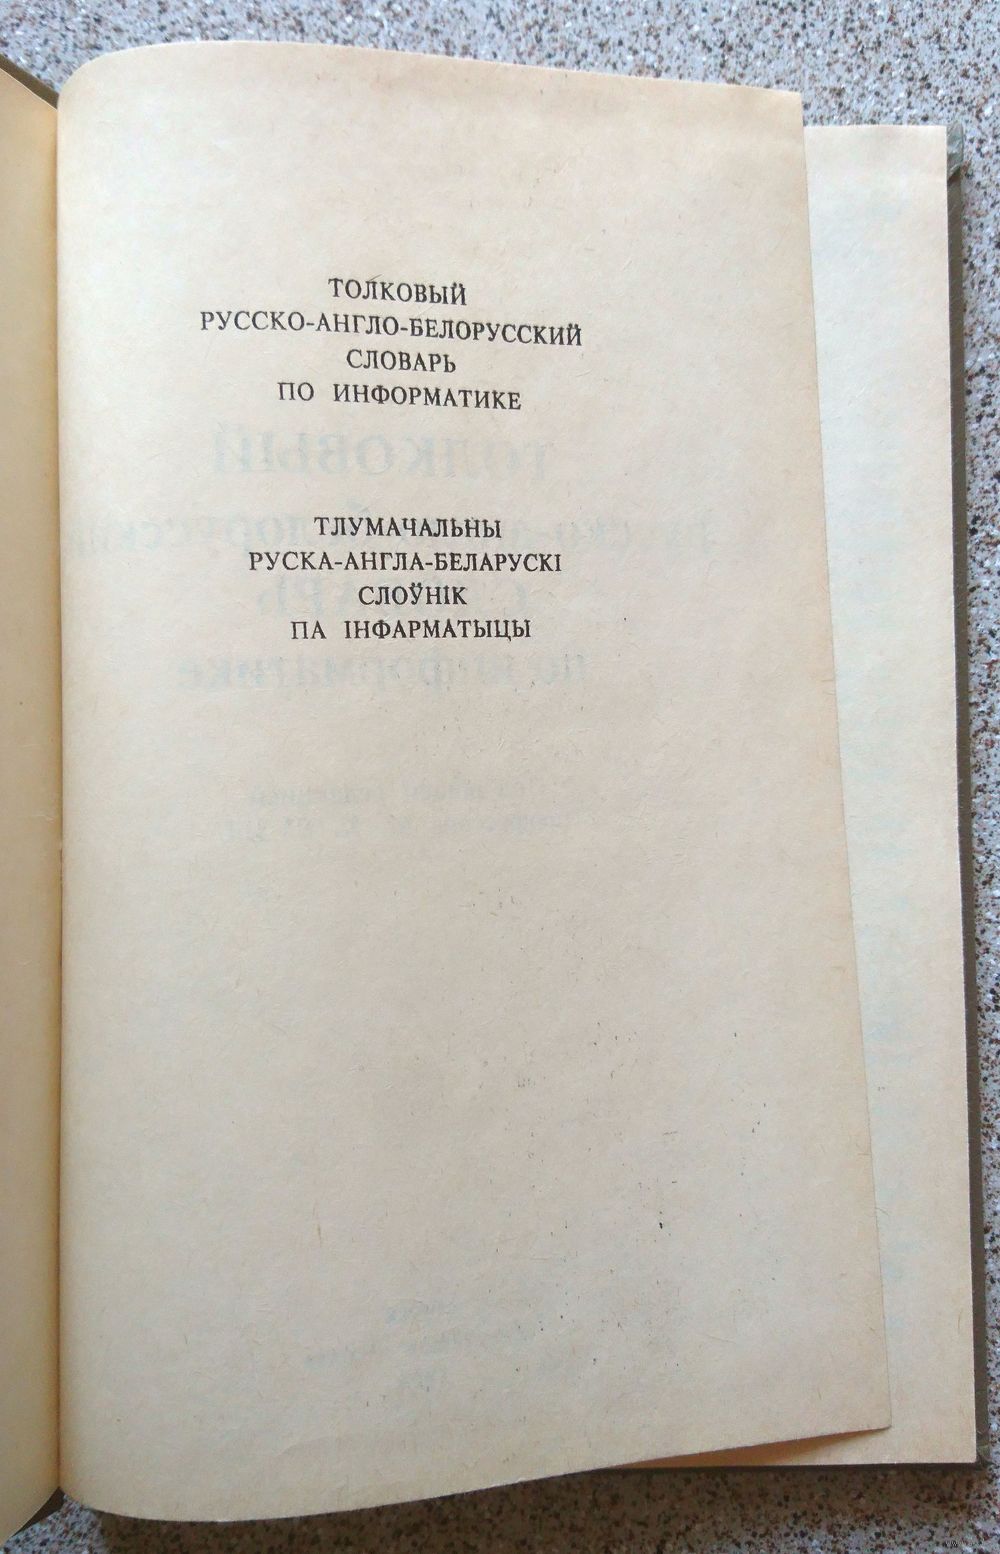 ТОЛКОВЫЙ
РУССКО-АНГЛО-БЕЛОРУССКИЙ
СЛОВАРЬ
ПО ИНФОРМАТИКЕ
ТЛУМАЧАЛЬНЫ
РУСКА-АНГЛА-БЕЛАРУСКІ
СЛОЎНІК
ПА ІНФАРМАТЫЦЫ